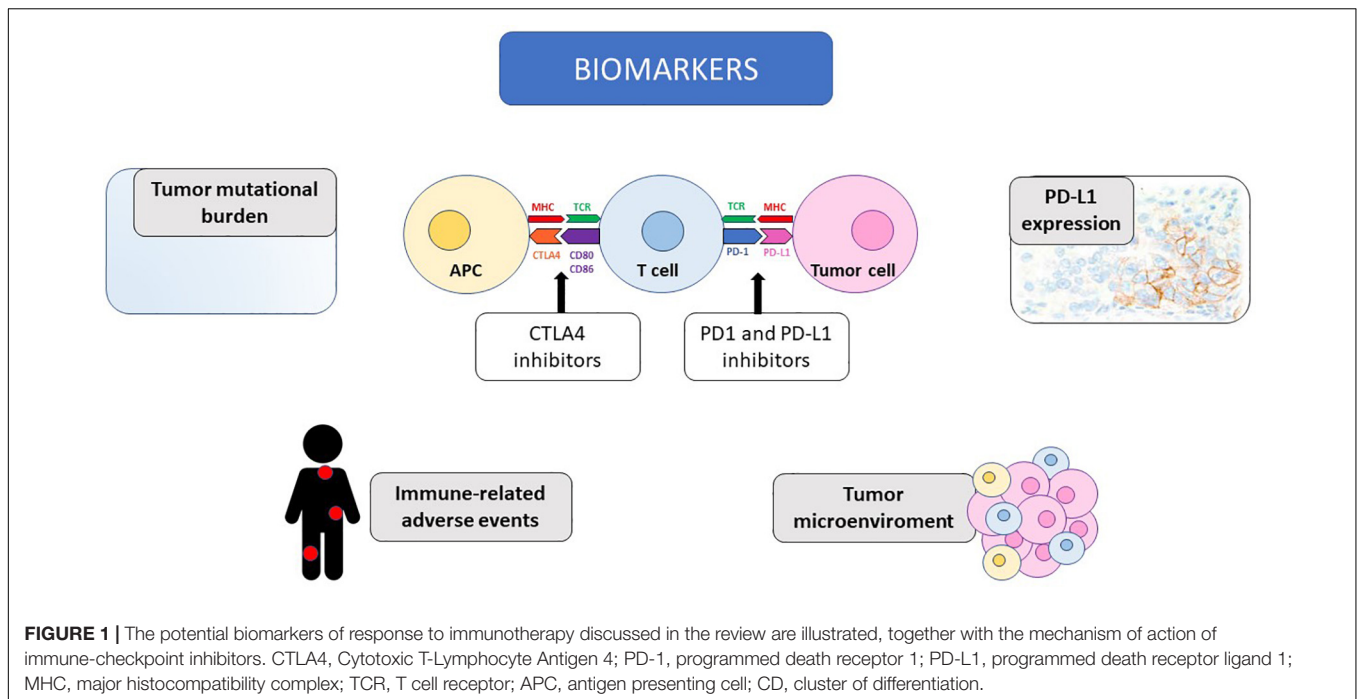 BIOMARKERS
Tumor mutational
burden
MHC
TCR
CTLA4
CD80
CD86
APC
T cell
TCR
MHC
PD-1
PD-L1
Tumor cell
PD-L1
expression
CTLA4
inhibitors
PD1 and PD-L1
inhibitors
Immune-related
adverse events
Tumor
microenviroment
FIGURE 1 | The potential biomarkers of response to immunotherapy discussed in the review are illustrated, together with the mechanism of action of
immune-checkpoint inhibitors. CTLA4, Cytotoxic T-Lymphocyte Antigen 4; PD-1, programmed death receptor 1; PD-L1, programmed death receptor ligand 1;
MHC, major histocompatibility complex; TCR, T cell receptor; APC, antigen presenting cell; CD, cluster of differentiation.